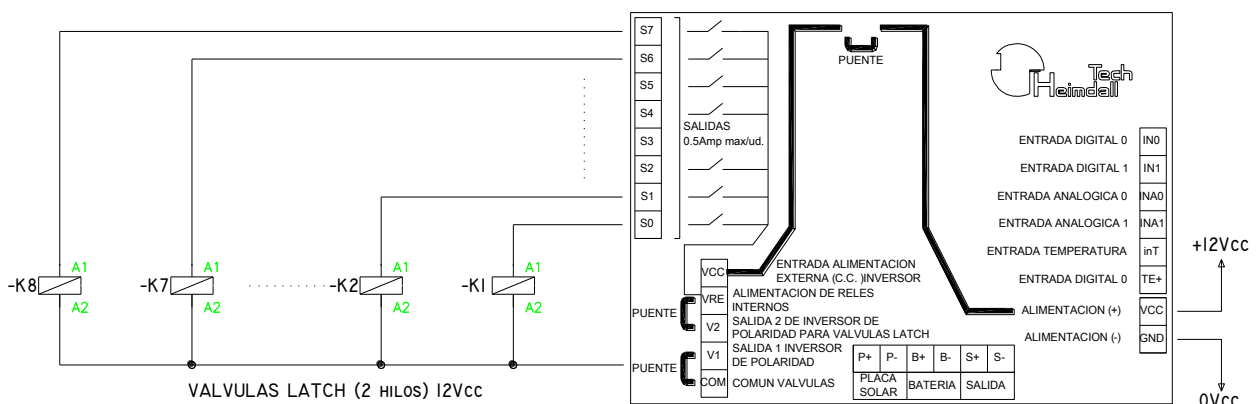 S7
S6
S5
S4
S3
S2
S1
S0
SALIDAS
0.5Amp max/ud.
PUENTE
Heimdall Tech
ENTRADA DIGITAL 0 IN0
ENTRADA DIGITAL 1 IN1
ENTRADA ANALOGICA 0 INA0
ENTRADA ANALOGICA 1 INA1
ENTRADA TEMPERATURA inT
ENTRADA DIGITAL 0 TE+
ALIMENTACION (+) VCC
ALIMENTACION (-) GND
+12Vcc
0Vcc
-K8 A1 A2
-K7 A1 A2
-K2 A1 A2
-K1 A1 A2
VALVULAS LATCH (2 HILOS) 12Vcc
VCC ENTRADA ALIMENTACION
EXTERNA (C.C. )INVERSOR
VRE ALIMENTACION DE RELES
INTERNOS
PUENTE
V2 SALIDA 2 DE INVERSOR DE
POLARIDAD PARA VALVULAS LATCH
V1 SALIDA 1 INVERSOR
DE POLARIDAD
PUENTE
COM COMUN VALVULAS
P+ P- B+ B- S+ S-
PLACA
SOLAR
BATERIA
SALIDA